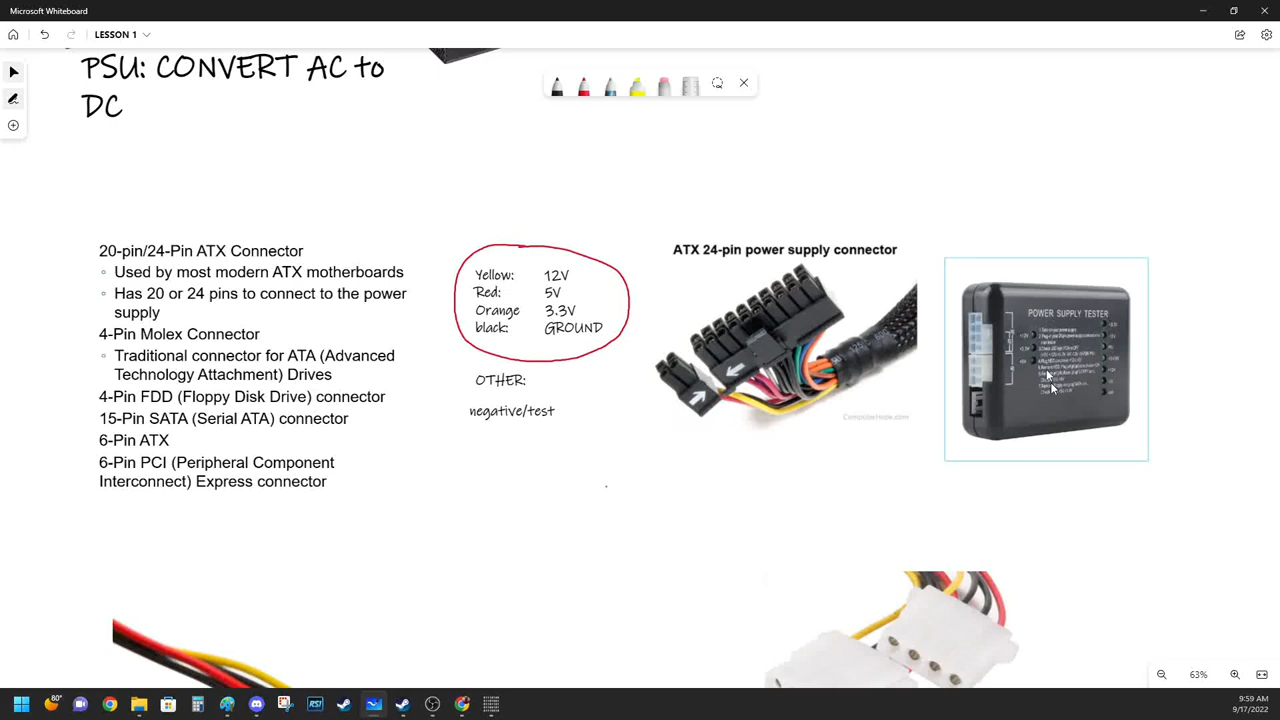 Microsoft Whiteboard
LESSON 1
PSU: CONVERT AC to
DC
20-pin/24-Pin ATX Connector
Used by most modern ATX motherboards
Has 20 or 24 pins to connect to the power
supply
4-Pin Molex Connector
Traditional connector for ATA (Advanced
Technology Attachment) Drives
4-Pin FDD (Floppy Disk Drive) connector
15-Pin SATA (Serial ATA) connector
6-Pin ATX
6-Pin PCI (Peripheral Component
Interconnect) Express connector
Yellow: 12V
Red: 5V
Orange 3.3V
black: GROUND
OTHER:
negative/test
ATX 24-pin power supply connector
ComputerHope.com
POWER SUPPLY TESTER
63%
80°
RSI
9:59 AM
9/17/2022